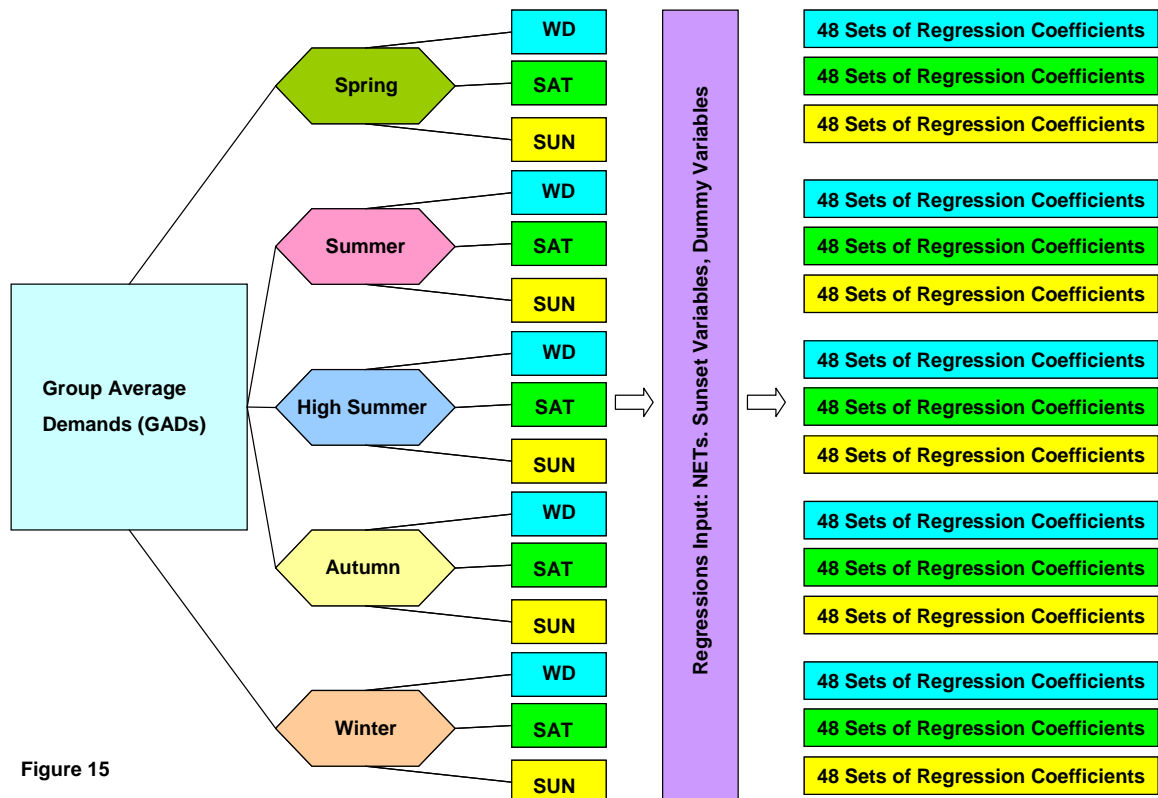 WD
48 Sets of Regression Coefficients
Spring
SAT
48 Sets of Regression Coefficients
SUN
48 Sets of Regression Coefficients
WD
48 Sets of Regression Coefficients
Summer
SAT
48 Sets of Regression Coefficients
SUN
48 Sets of Regression Coefficients
Group Average
Demands (GADs)
WD
48 Sets of Regression Coefficients
High Summer
SAT
48 Sets of Regression Coefficients
SUN
48 Sets of Regression Coefficients
WD
48 Sets of Regression Coefficients
Autumn
SAT
48 Sets of Regression Coefficients
SUN
48 Sets of Regression Coefficients
WD
48 Sets of Regression Coefficients
Winter
SAT
48 Sets of Regression Coefficients
SUN
48 Sets of Regression Coefficients
Regressions Input: NETs. Sunset Variables, Dummy Variables
Figure 15